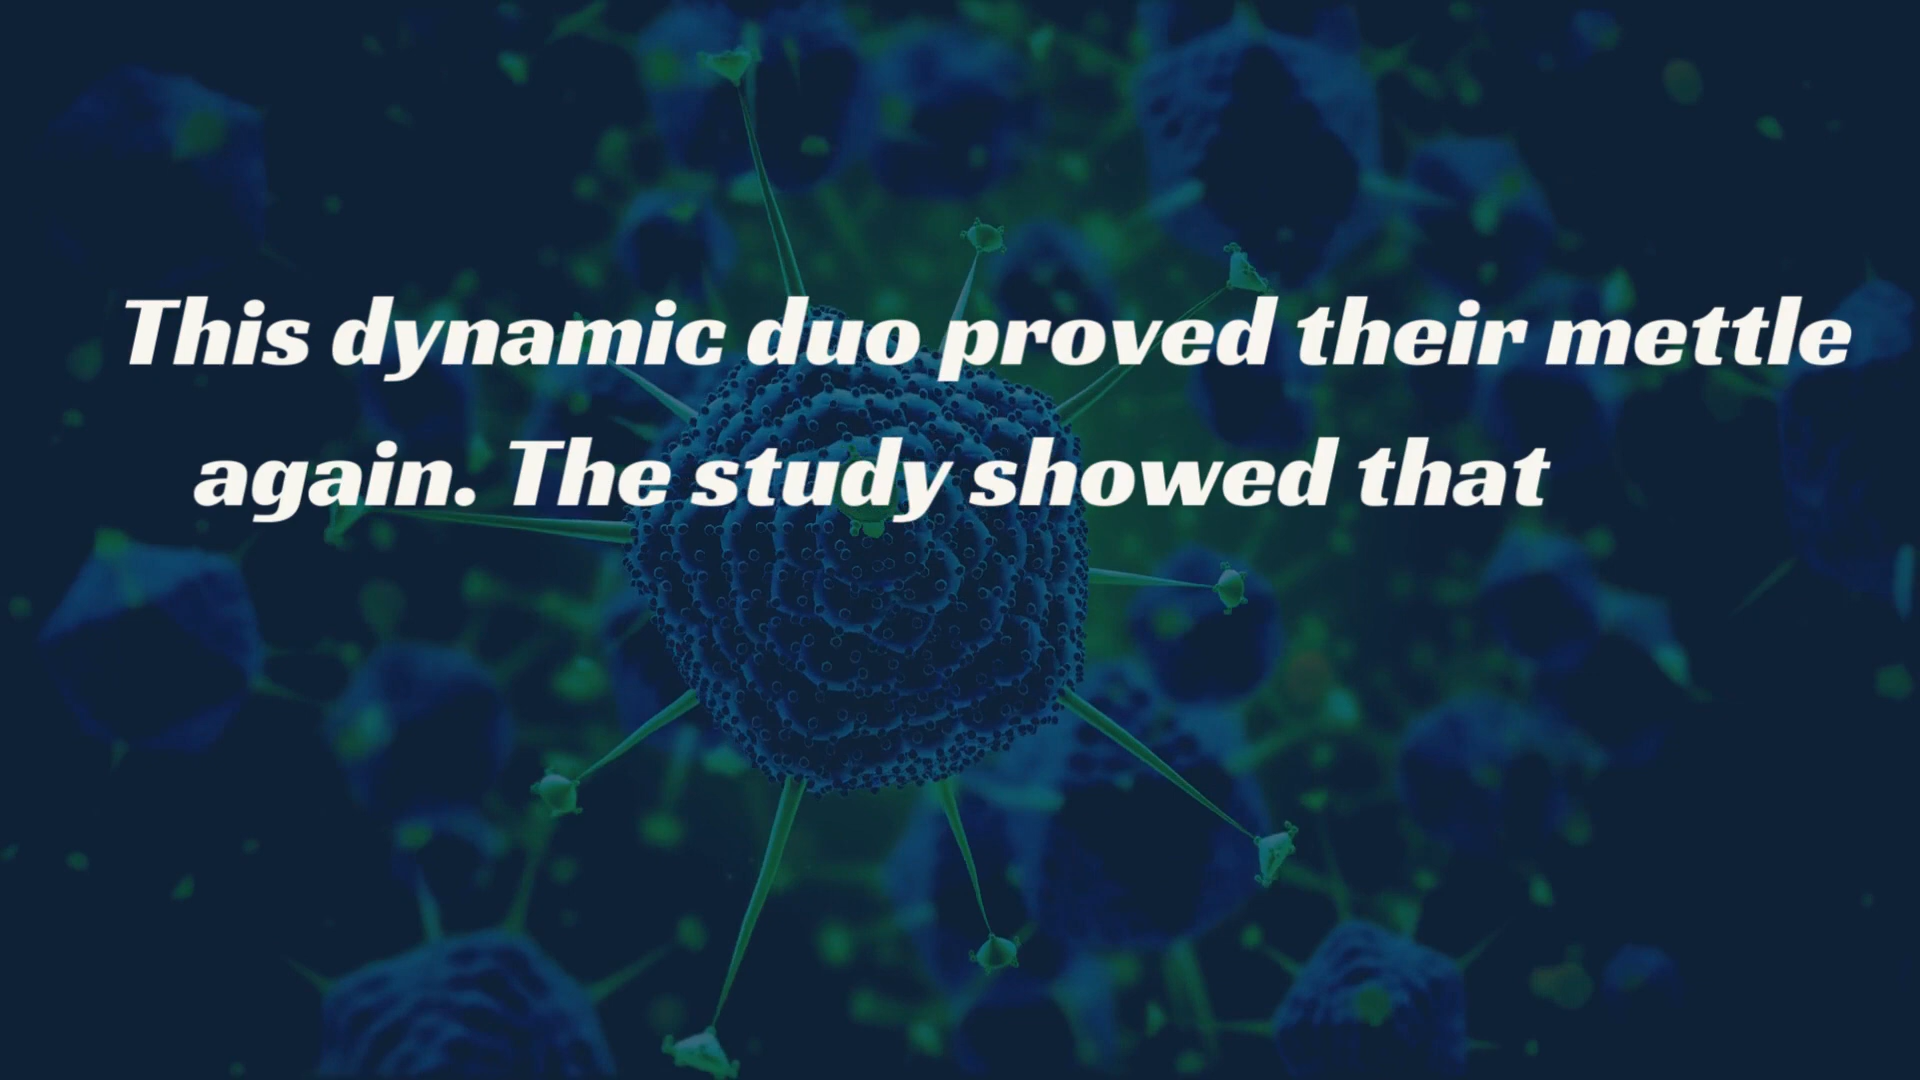 This dynamic duo proved their mettle
again. The study showed that